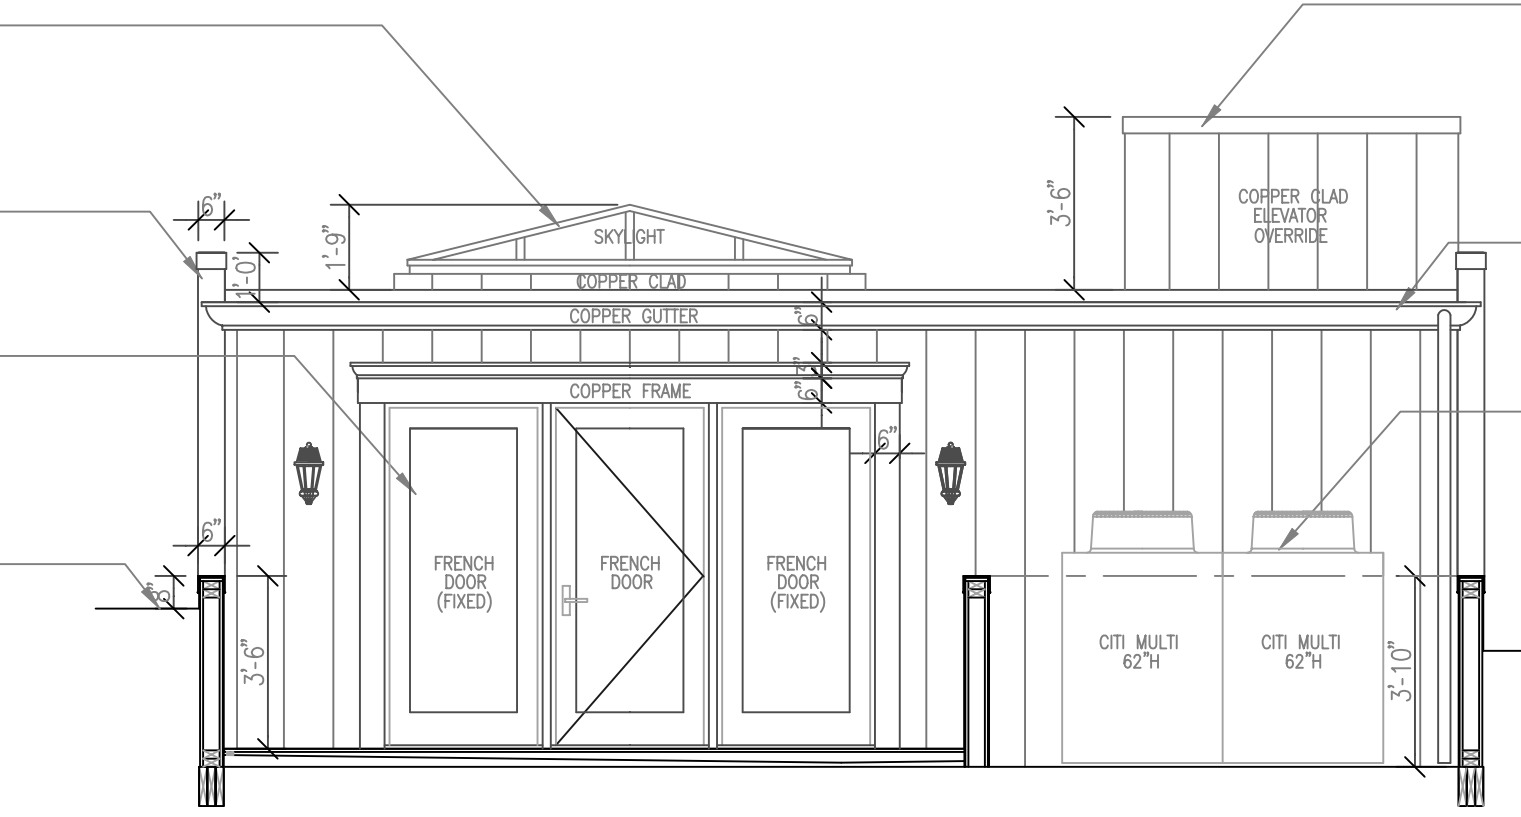 6"
3'-6"
COPPER CLAD
ELEVATOR
OVERRIDE
1'-9"
SKYLIGHT
1'-0"
COPPER CLAD
COPPER GUTTER
6"
3"
COPPER FRAME
6"
6"
6"
FRENCH
DOOR
(FIXED)
FRENCH
DOOR
FRENCH
DOOR
(FIXED)
8"
3'-6"
CITI MULTI
62"H
CITI MULTI
62"H
3'-10"